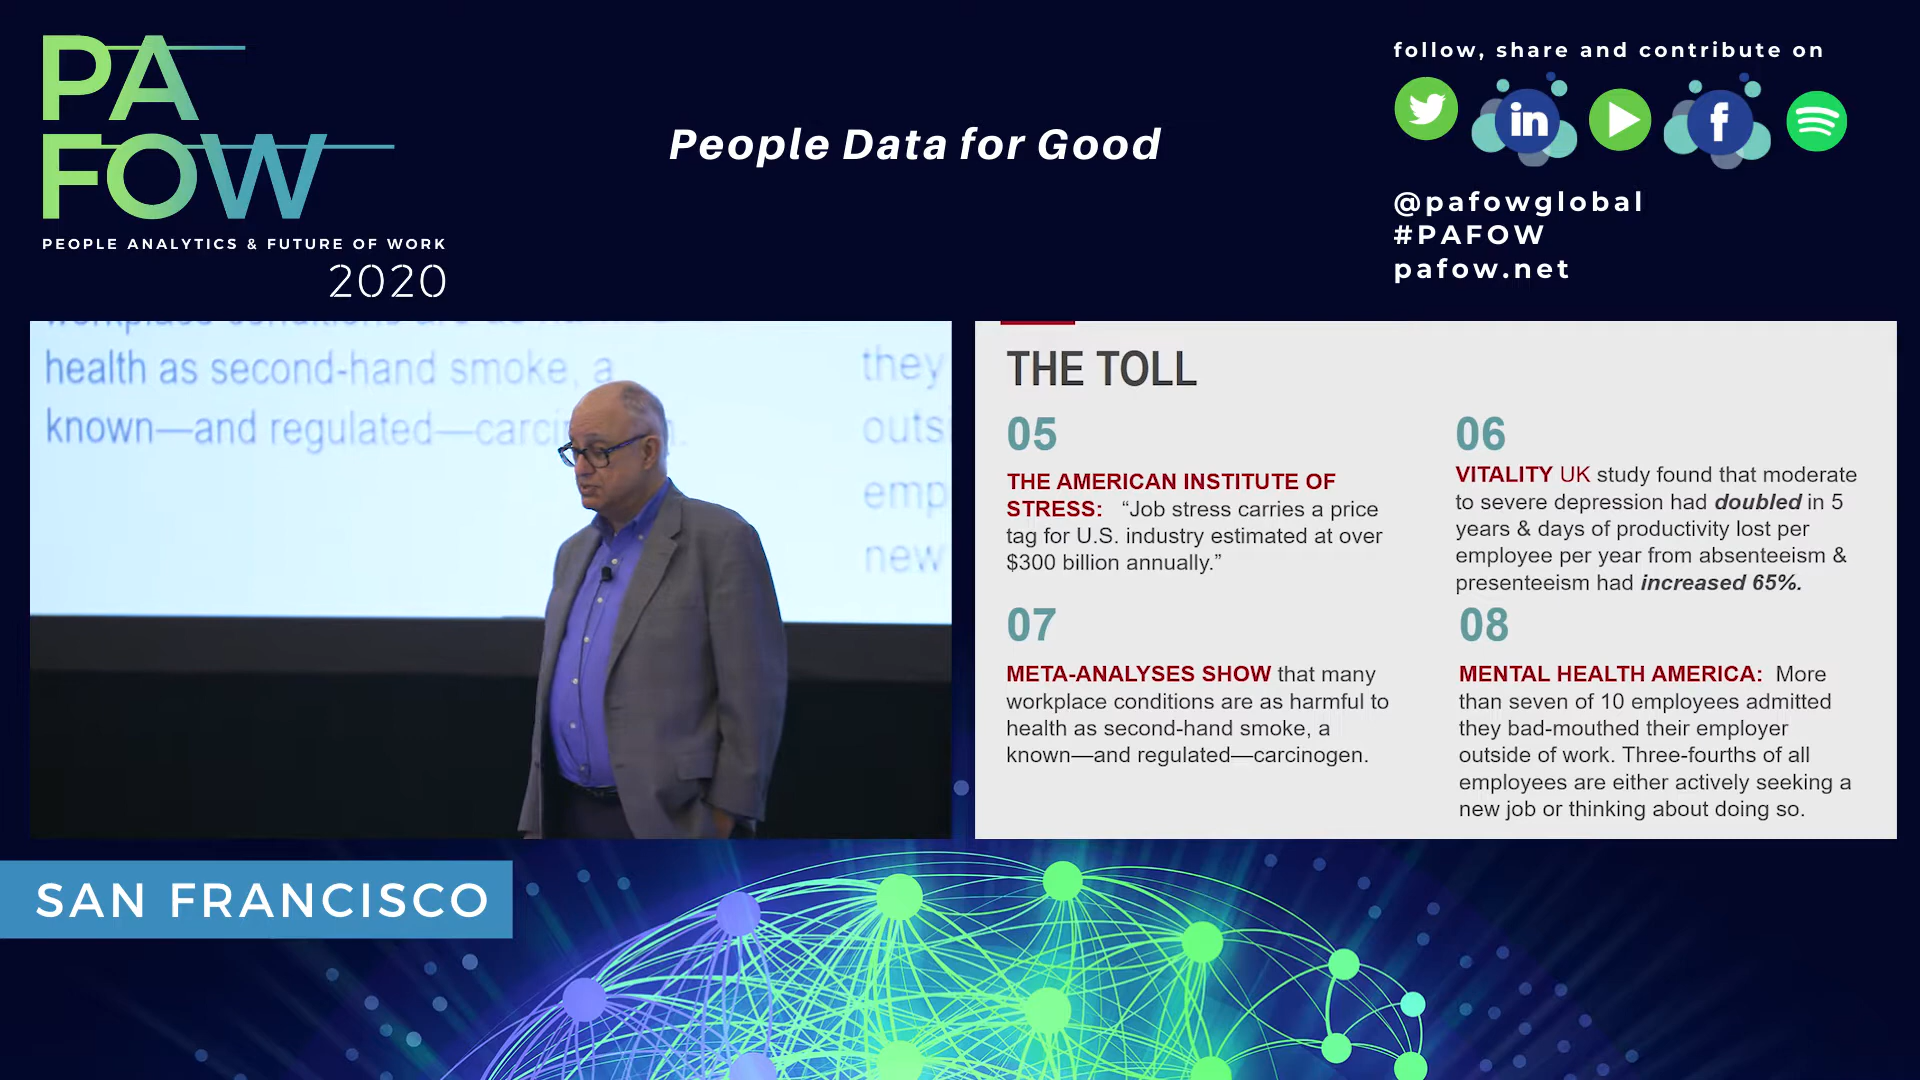 PA
FOW
PEOPLE ANALYTICS & FUTURE OF WORK
2020
People Data for Good
follow, share and contribute on
in
f
@pafowglobal
#PAFOW
pafow.net
health as second-hand smoke, a
known—and regulated—carci
they
outs
emp
new
THE TOLL
05
THE AMERICAN INSTITUTE OF
STRESS: “Job stress carries a price
tag for U.S. industry estimated at over
$300 billion annually.”
06
VITALITY UK study found that moderate
to severe depression had doubled in 5
years & days of productivity lost per
employee per year from absenteeism &
presenteeism had increased 65%.
07
META-ANALYSES SHOW that many
workplace conditions are as harmful to
health as second-hand smoke, a
known—and regulated—carcinogen.
08
MENTAL HEALTH AMERICA: More
than seven of 10 employees admitted
they bad-mouthed their employer
outside of work. Three-fourths of all
employees are either actively seeking a
new job or thinking about doing so.
SAN FRANCISCO